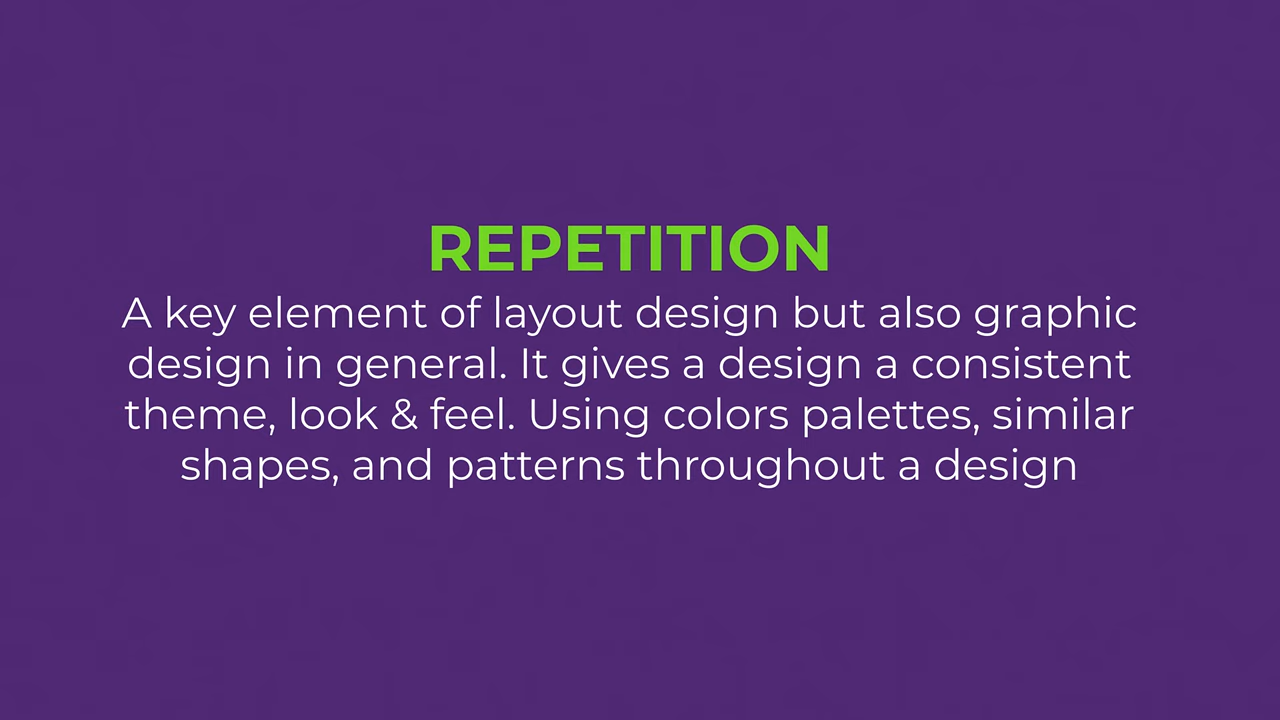 REPETITION
A key element of layout design but also graphic
design in general. It gives a design a consistent
theme, look & feel. Using colors palettes, similar
shapes, and patterns throughout a design